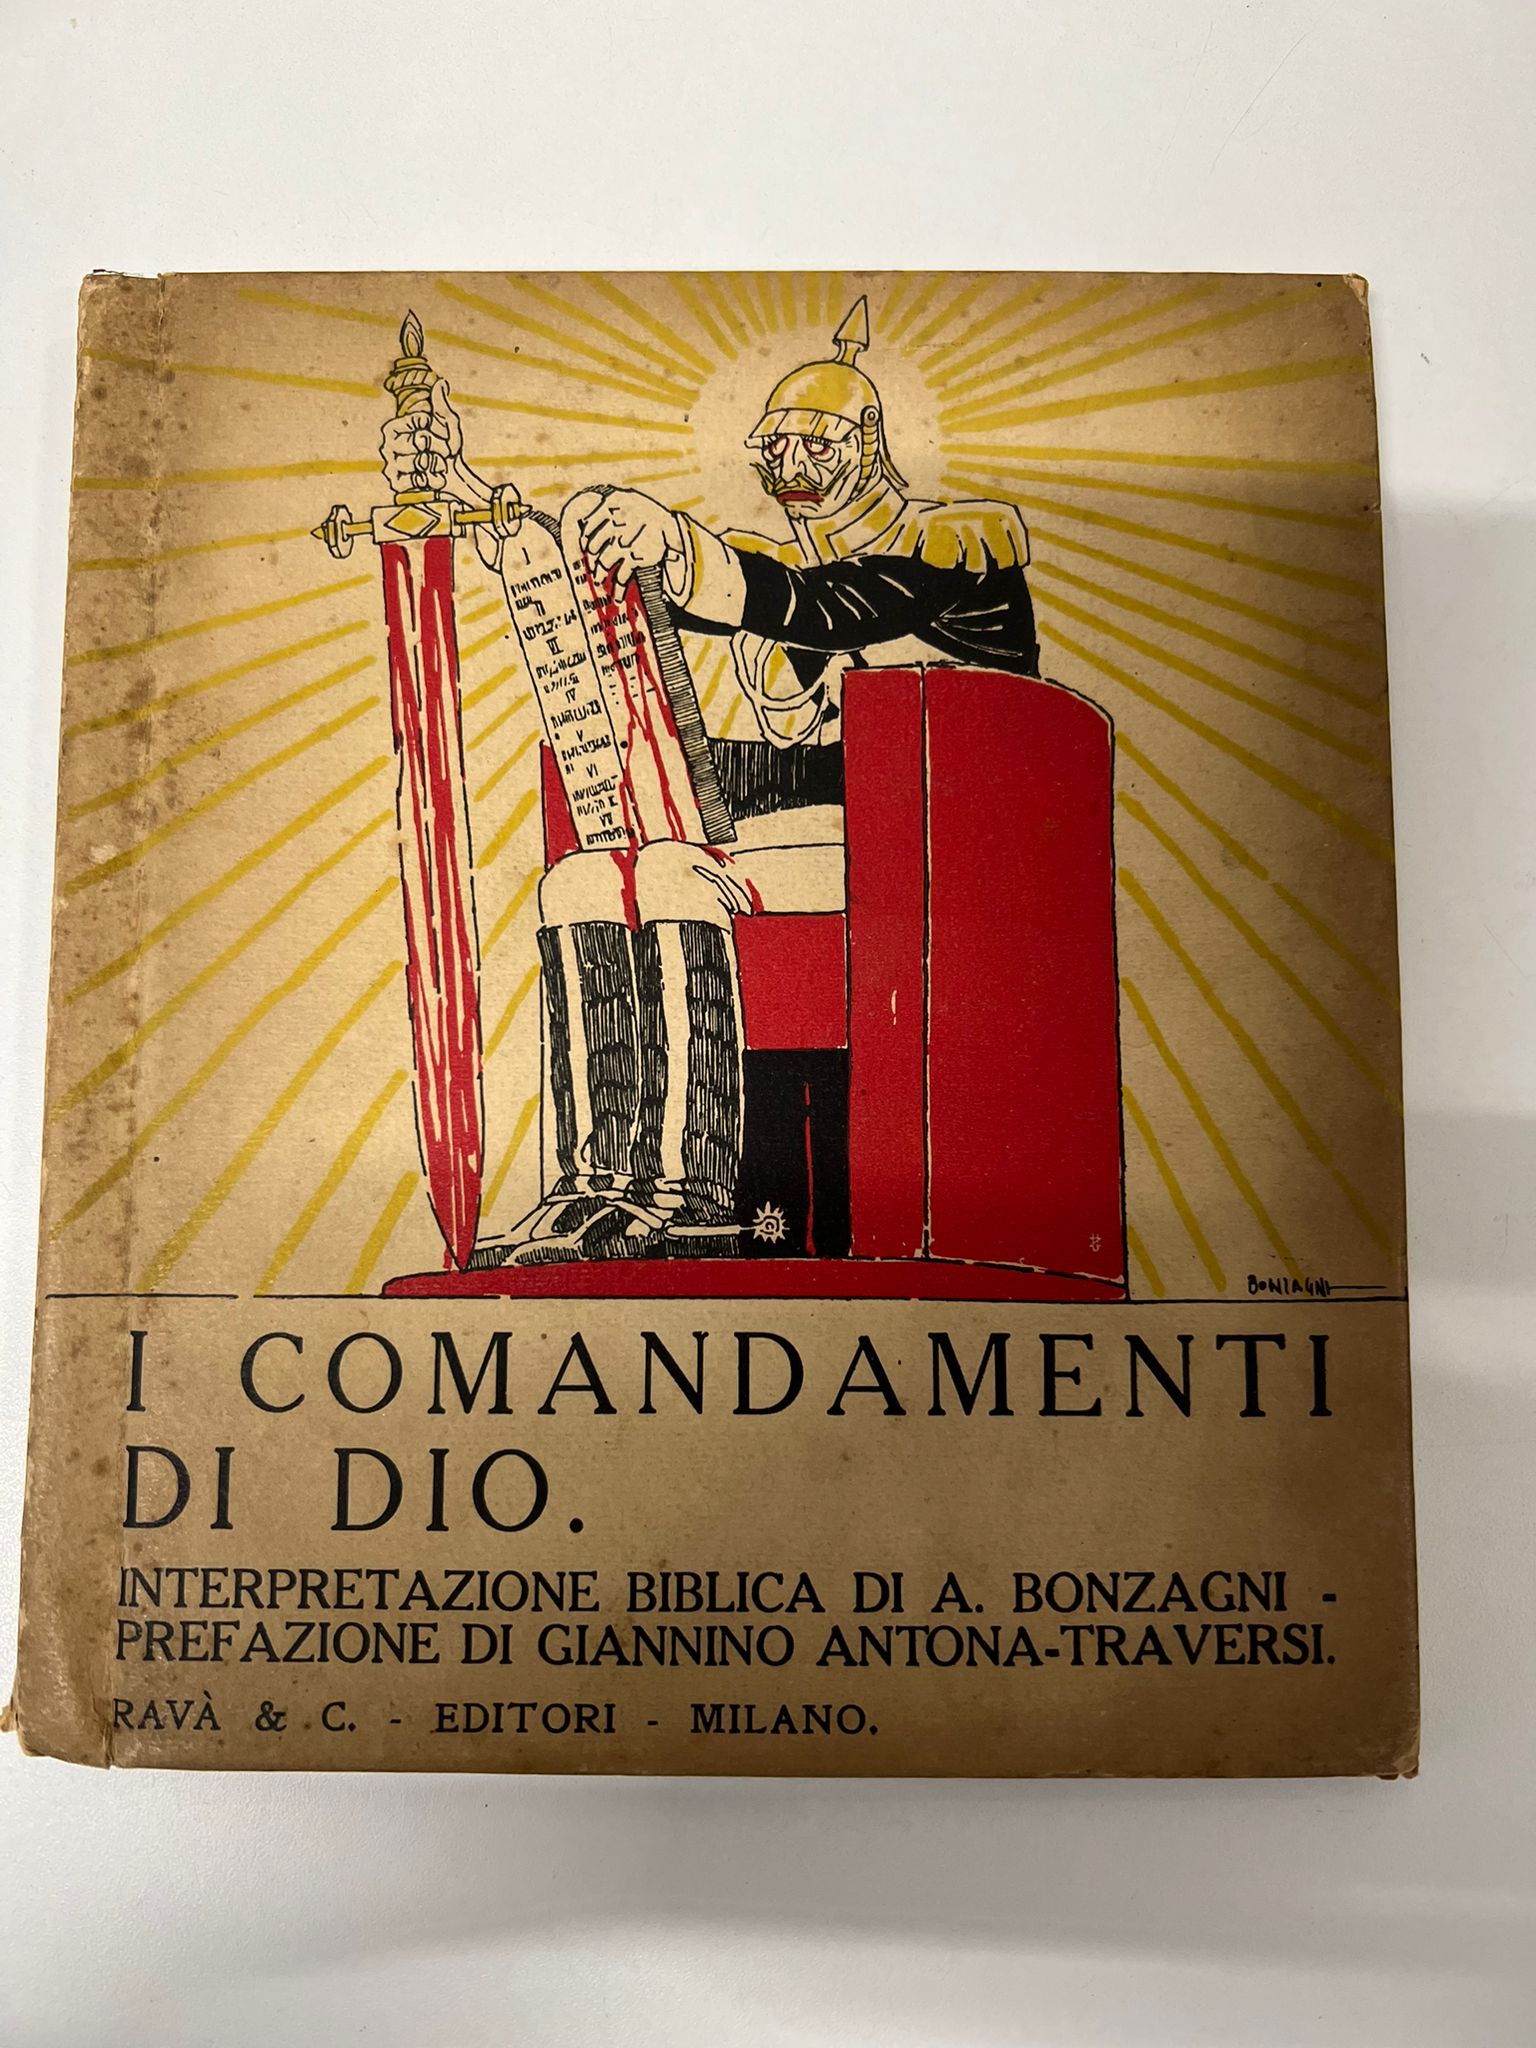 BONZAGNI
I COMANDAMENTI
DI DIO.
INTERPRETAZIONE BIBLICA DI A. BONZAGNI -
PREFAZIONE DI GIANNINO ANTONA-TRAVERSI.
RAVÀ & C. - EDITORI - MILANO.